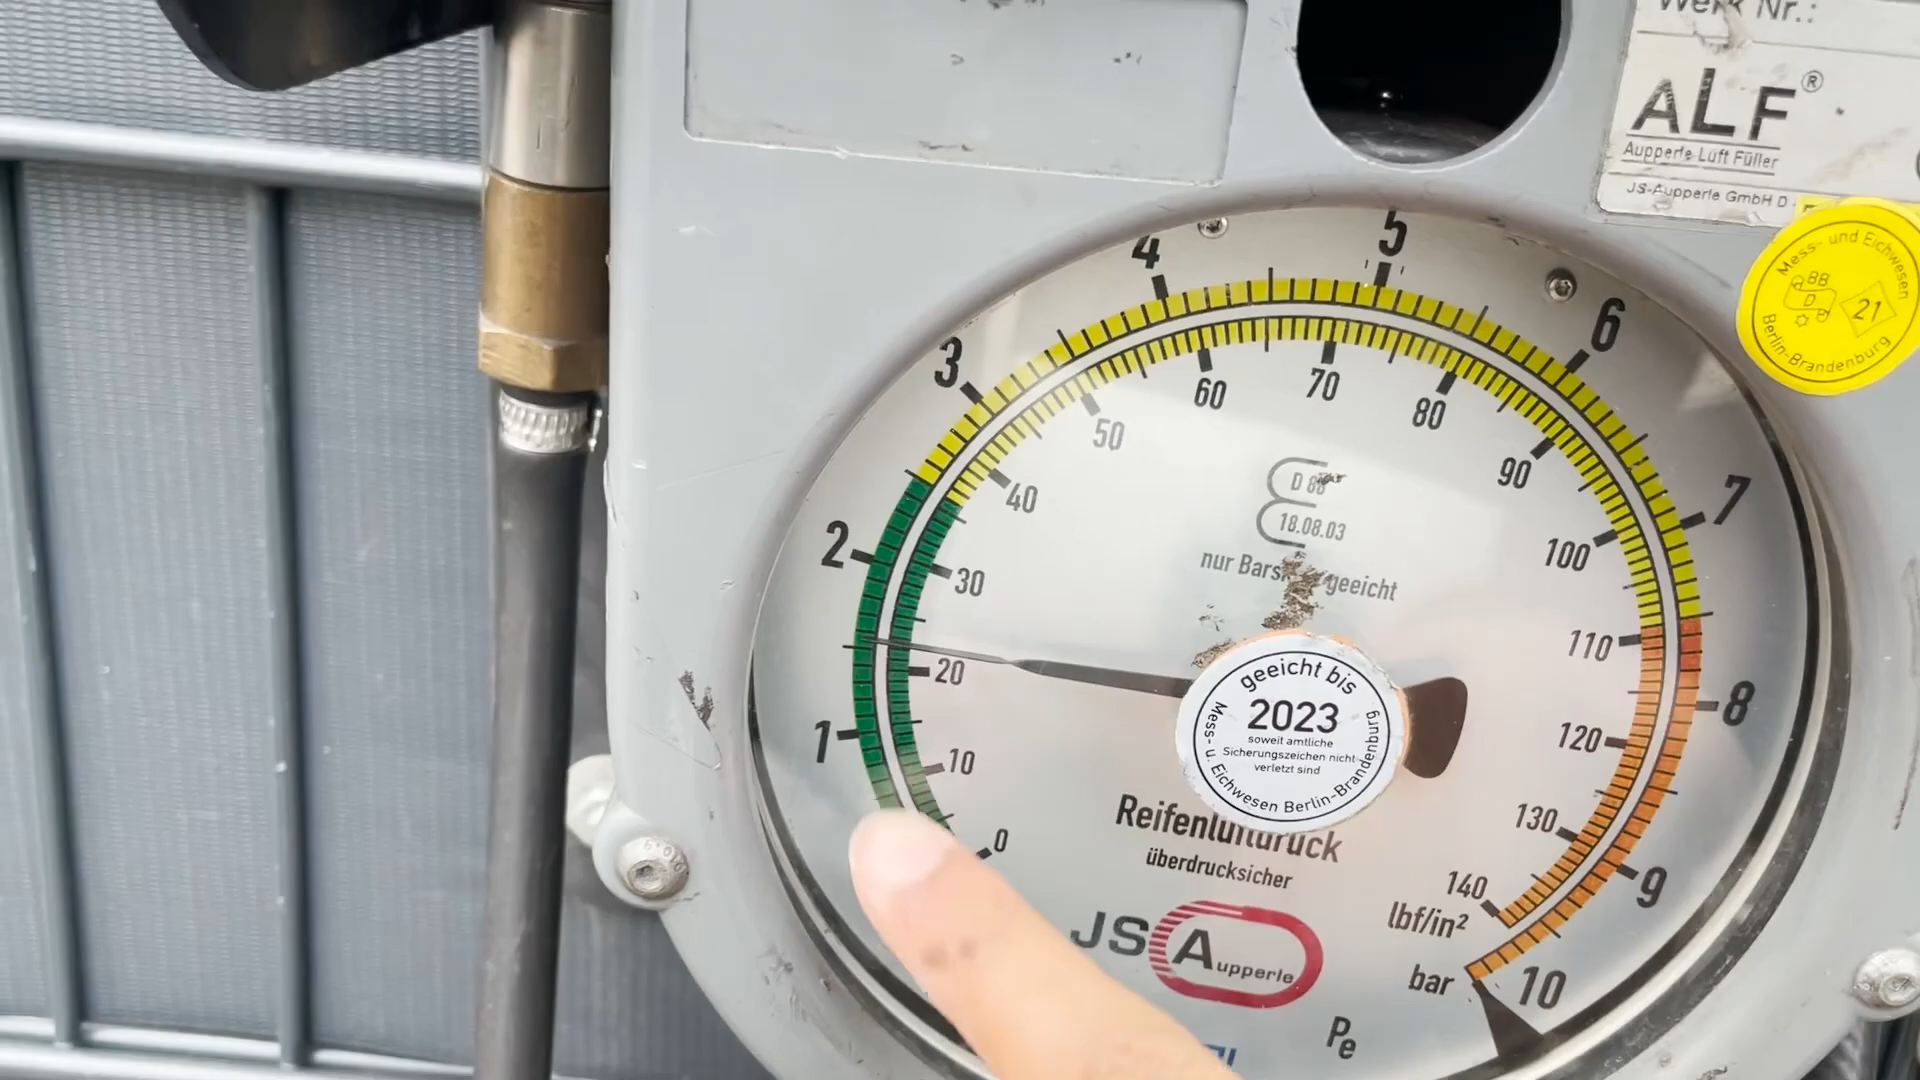 Werk Nr.:
ALF®
Aupperle Luft Füller
JS-Aupperle GmbH D
Mess- und Eichwesen
BB
D
21
Berlin-Brandenburg
0
1
2
3
4
5
6
7
8
9
10
bar
0
10
20
30
40
50
60
70
80
90
100
110
120
130
140
lbf/in²
D 88
18.08.03
nur geeicht
geeicht bis
2023
soweit amtliche
Sicherungszeichen nicht
verletzt sind
Mess- u. Eichwesen Berlin-Brandenburg
Reifenluftdruck
überdrucksicher
JS Aupperle
Pe